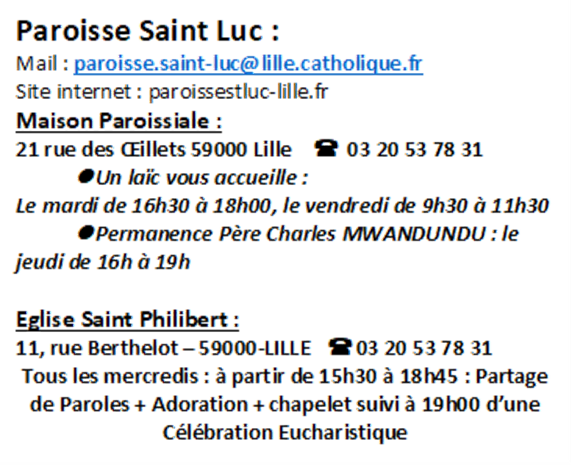 Paroisse Saint Luc :
Mail : paroisse.saint-luc@lille.catholique.fr
Site internet : paroissestluc-lille.fr
Maison Paroissiale :
21 rue des Œillets 59000 Lille ☎ 03 20 53 78 31
●Un laïc vous accueille :
Le mardi de 16h30 à 18h00, le vendredi de 9h30 à 11h30
●Permanence Père Charles MWANDUNDU : le
jeudi de 16h à 19h
Eglise Saint Philibert :
11, rue Berthelot – 59000-LILLE ☎ 03 20 53 78 31
Tous les mercredis : à partir de 15h30 à 18h45 : Partage
de Paroles + Adoration + chapelet suivi à 19h00 d’une
Célébration Eucharistique